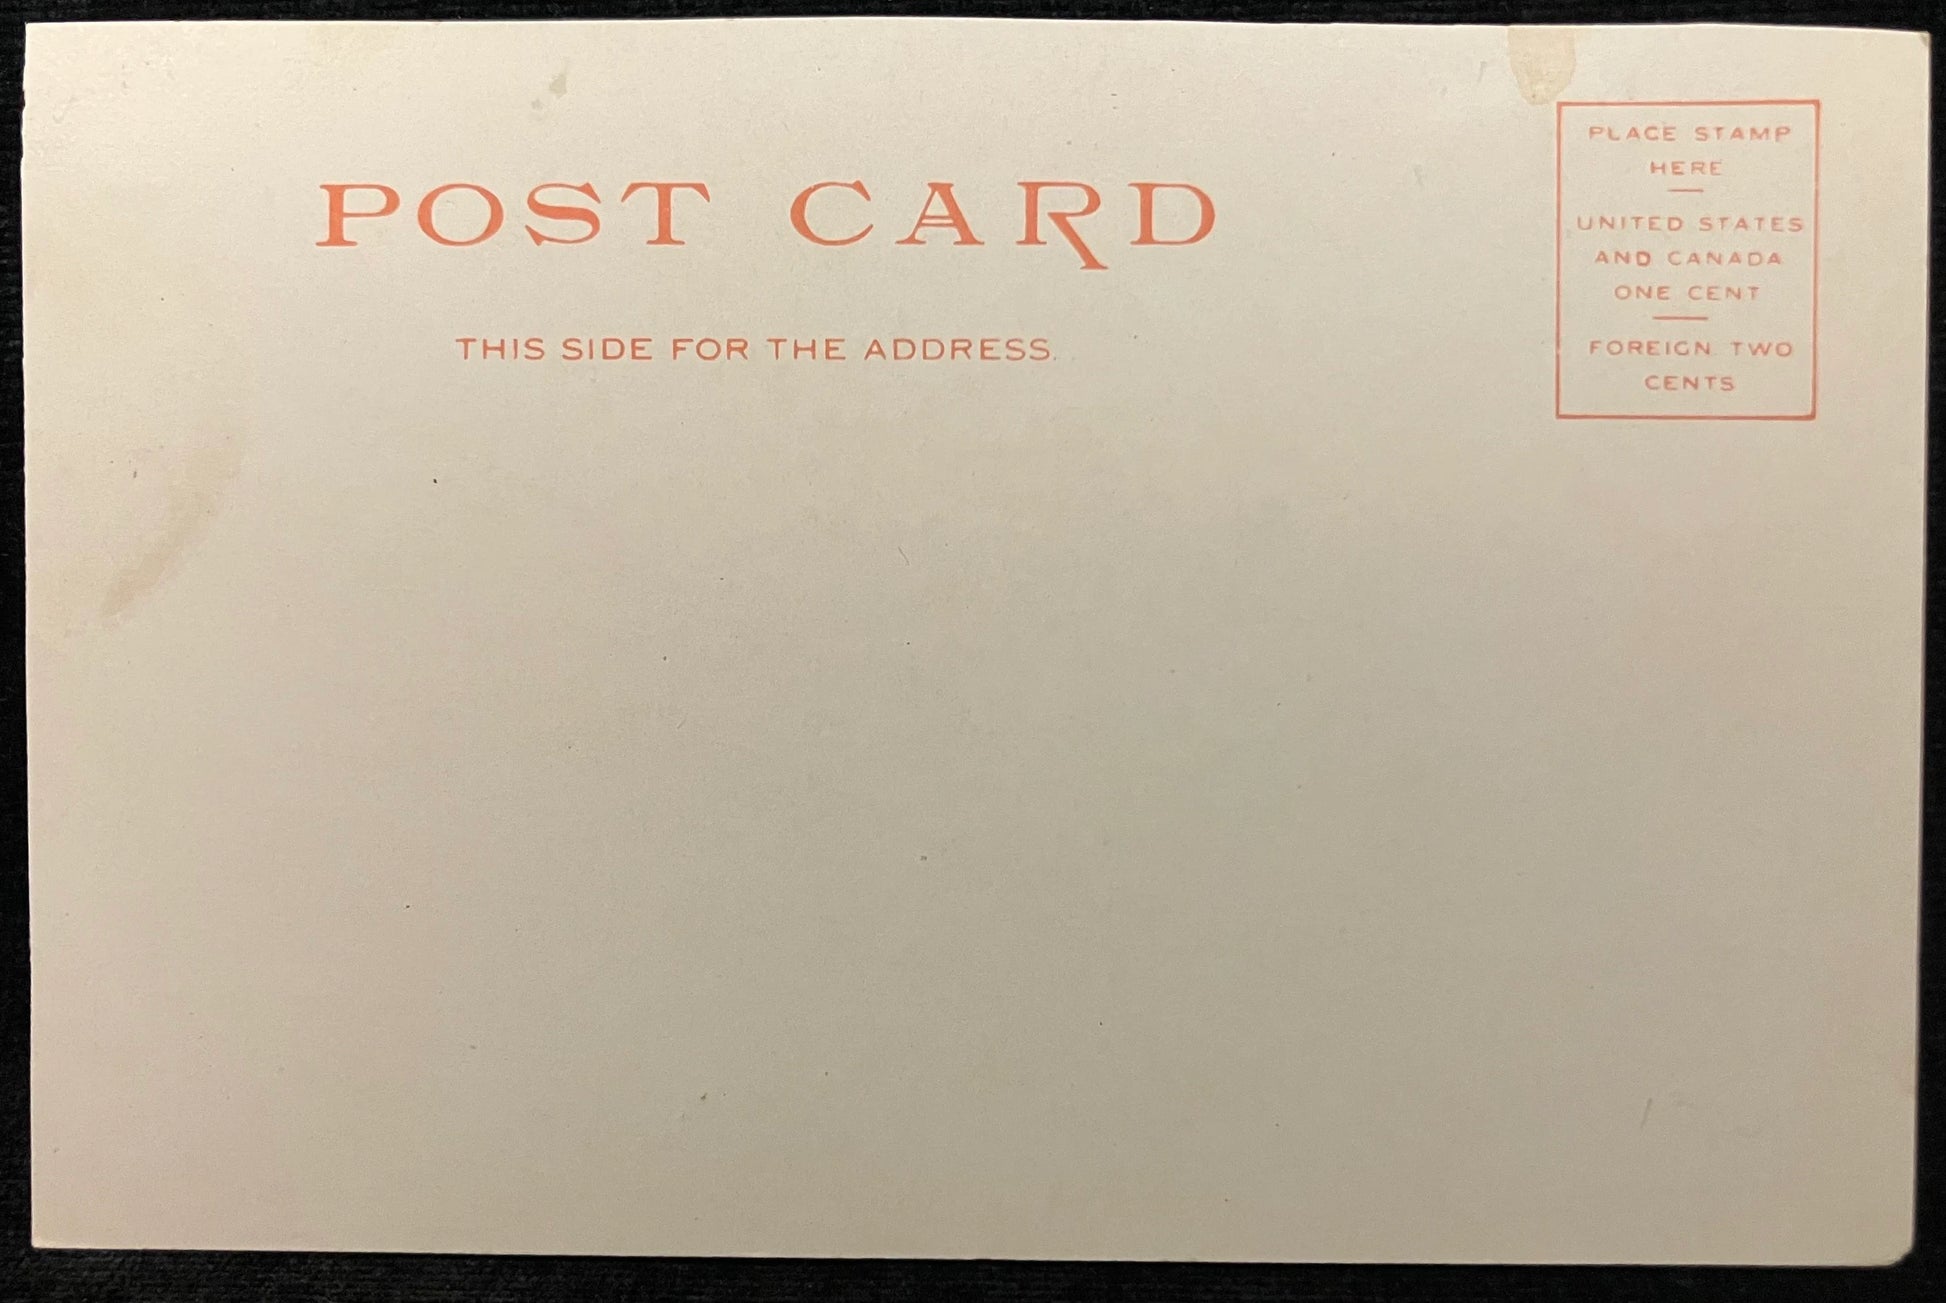 POST CARD
THIS SIDE FOR THE ADDRESS.
PLACE STAMP
HERE
UNITED STATES
AND CANADA
ONE CENT
FOREIGN TWO
CENTS